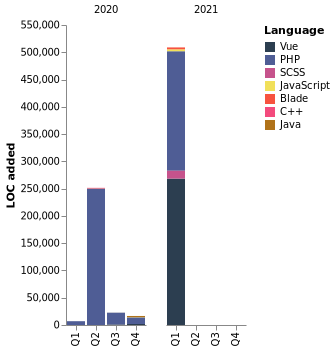 2020 2021
Language
Vue
PHP
SCSS
JavaScript
Blade
C++
Java
LOC added
550,000
500,000
450,000
400,000
350,000
300,000
250,000
200,000
150,000
100,000
50,000
0
Q1 Q2 Q3 Q4 Q1 Q2 Q3 Q4